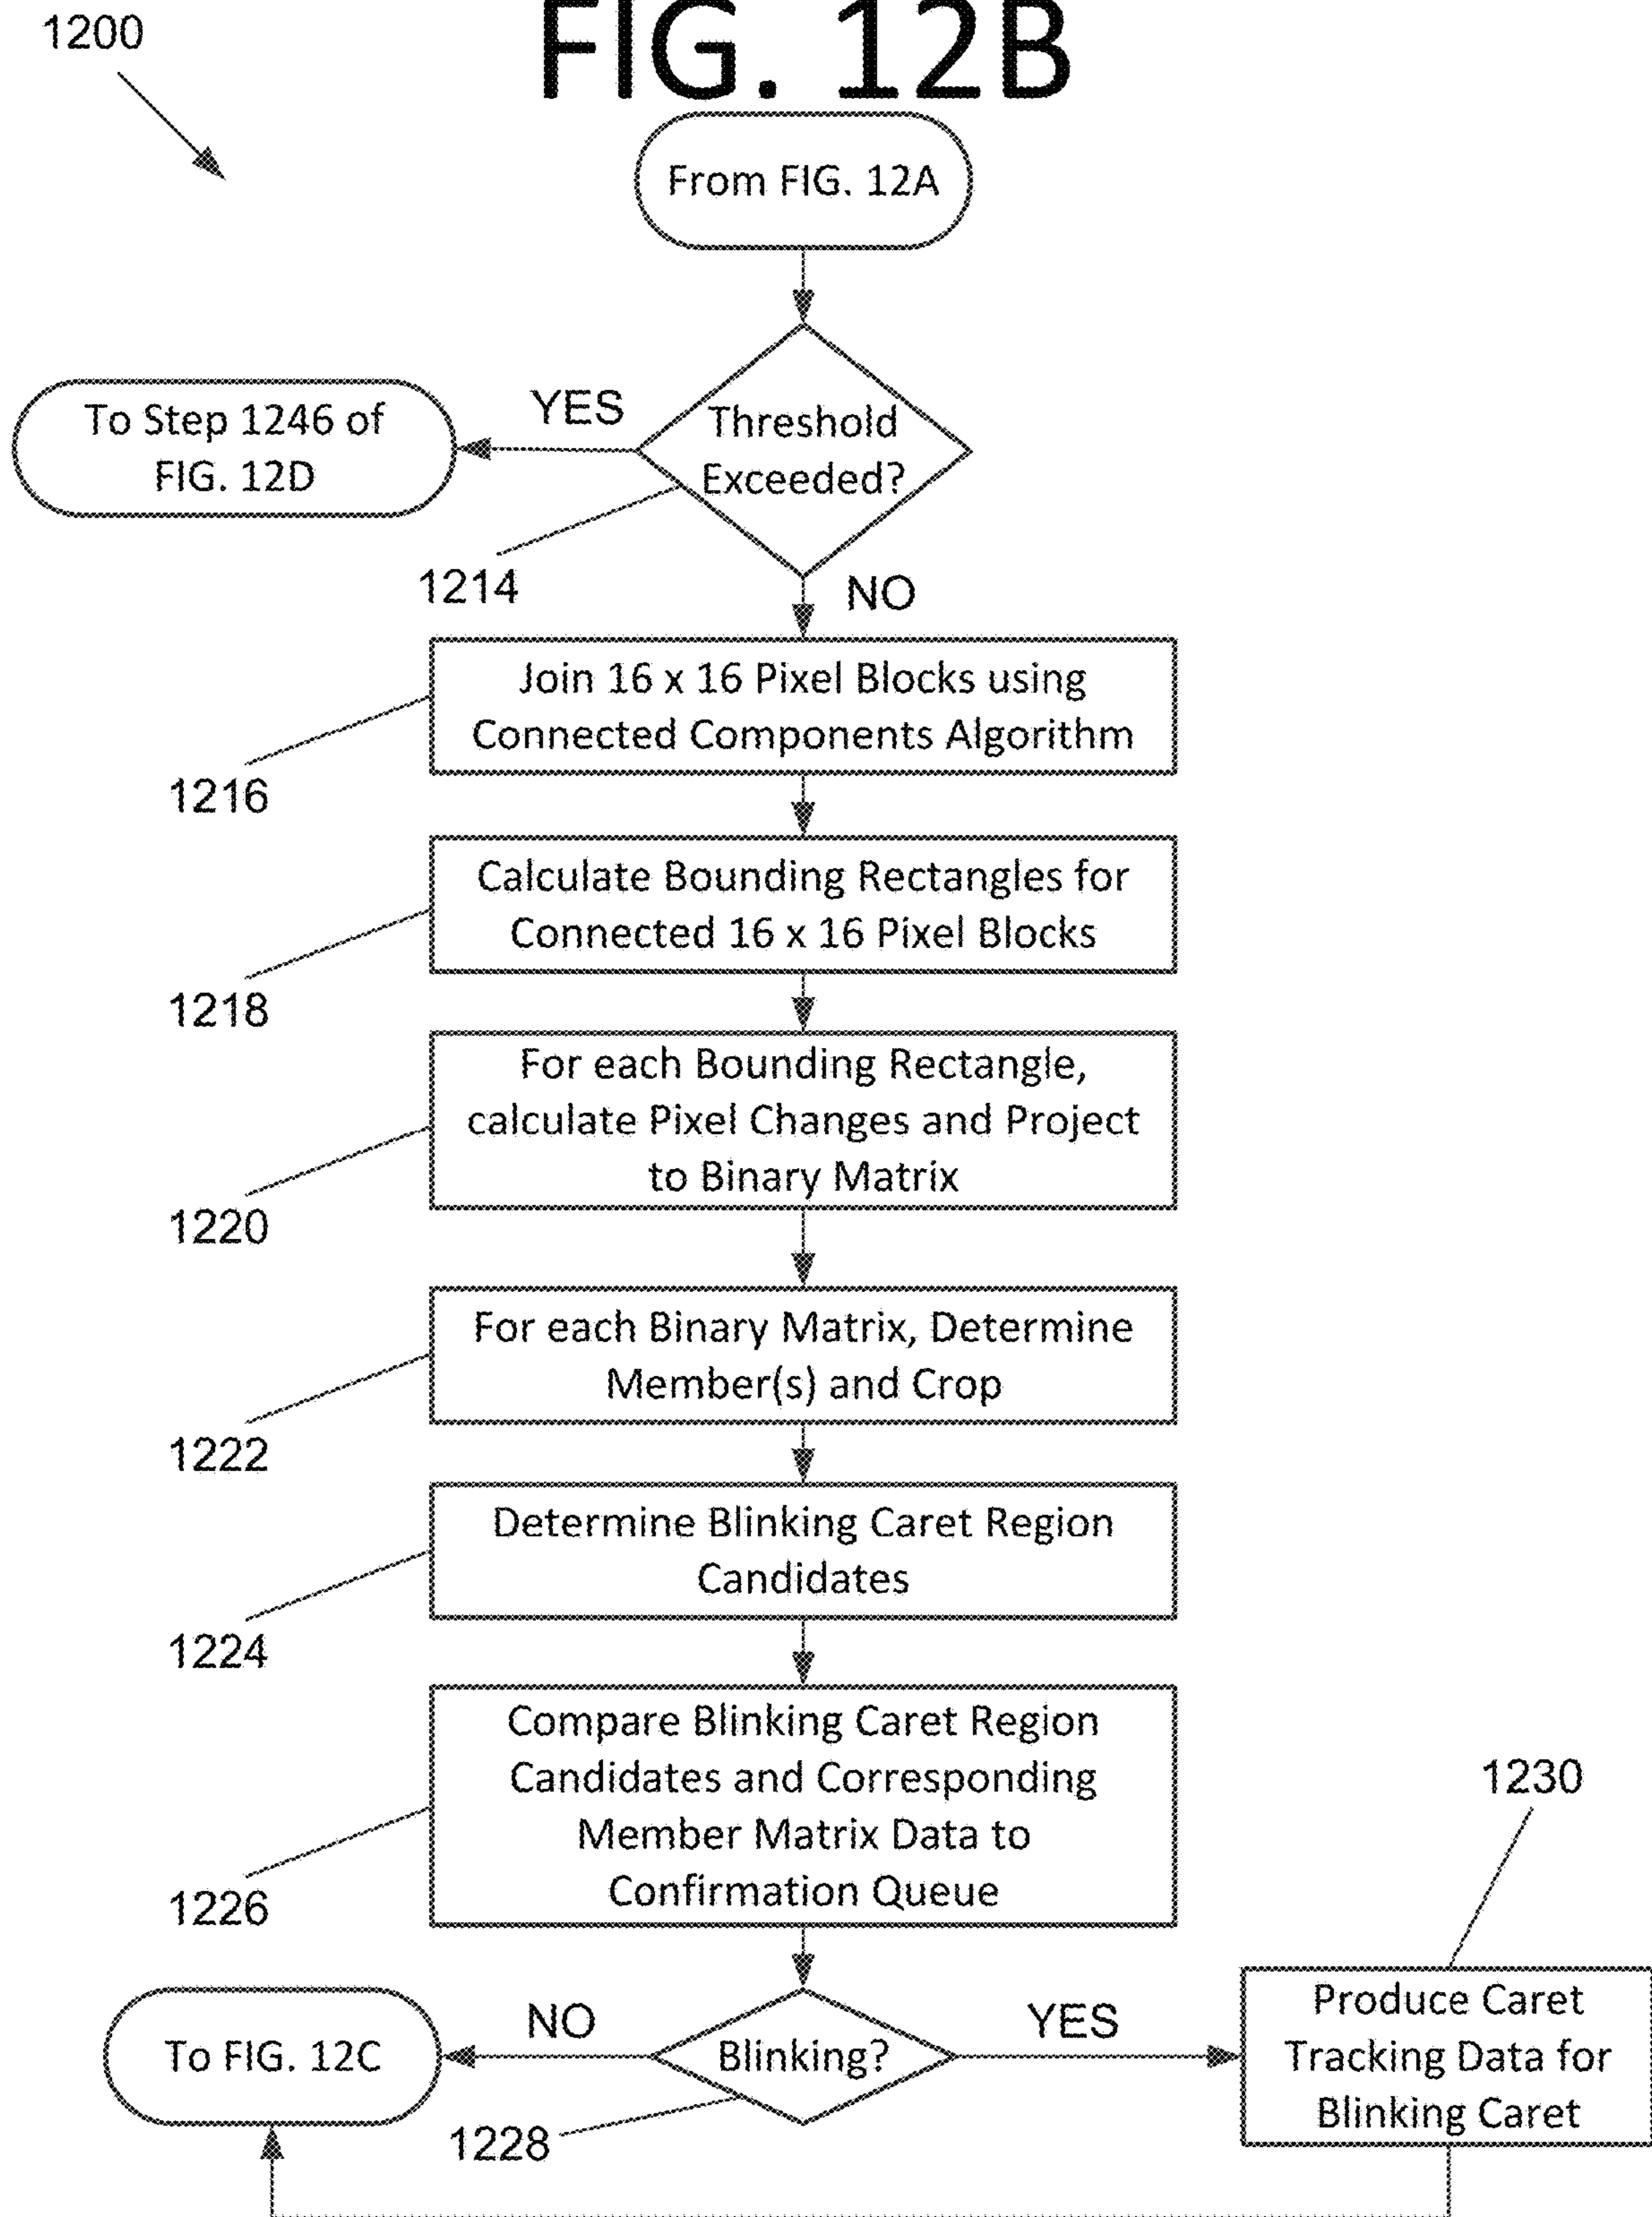 1200
FIG. 12B
From FIG. 12A
To Step 1246 of
FIG. 12D
YES
Threshold
Exceeded?
1214
NO
Join 16 x 16 Pixel Blocks using
Connected Components Algorithm
1216
Calculate Bounding Rectangles for
Connected 16 x 16 Pixel Blocks
1218
For each Bounding Rectangle,
calculate Pixel Changes and Project
to Binary Matrix
1220
For each Binary Matrix, Determine
Member(s) and Crop
1222
Determine Blinking Caret Region
Candidates
1224
Compare Blinking Caret Region
Candidates and Corresponding
Member Matrix Data to
Confirmation Queue
1226
1230
To FIG. 12C
NO
Blinking?
YES
1228
Produce Caret
Tracking Data for
Blinking Caret